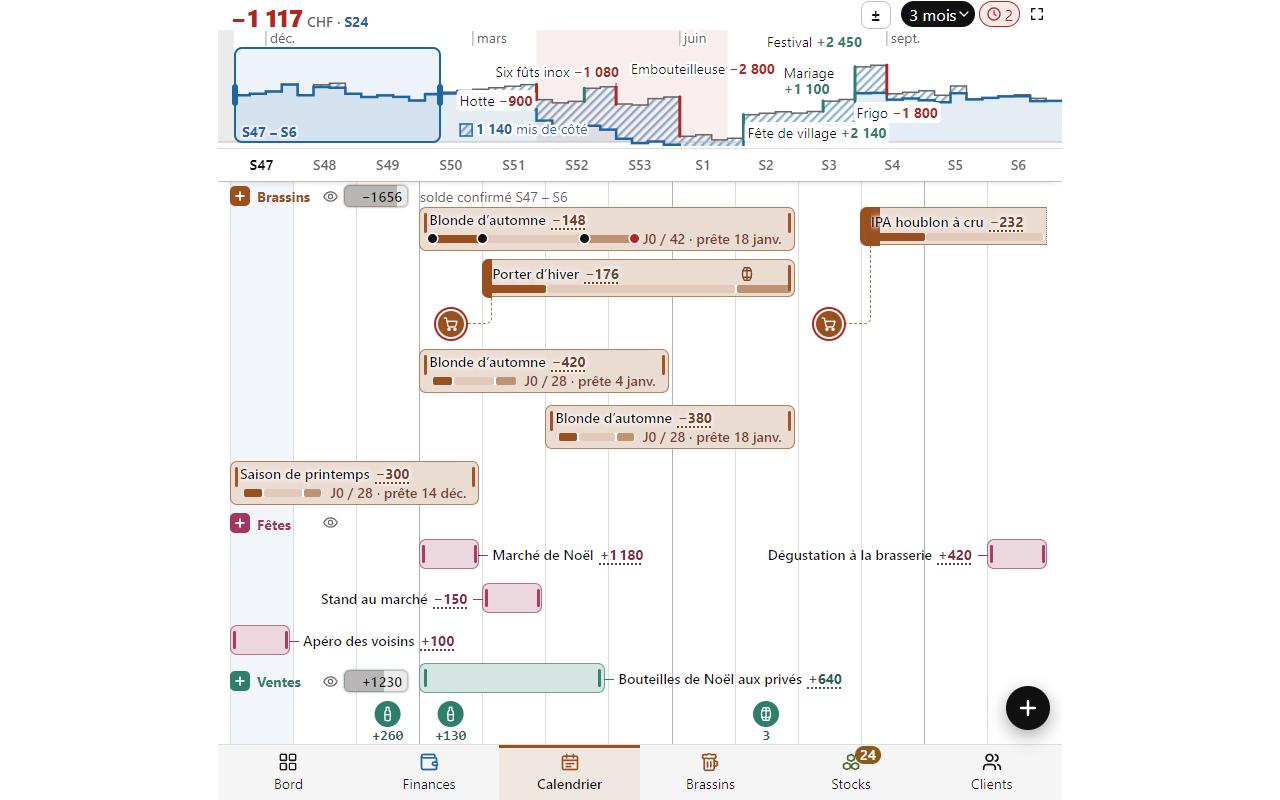 −1 117 CHF · S24
±
3 mois
2
déc.
mars
juin
sept.
Festival +2 450
Six fûts inox −1 080
Embouteilleuse −2 800
Mariage
+1 100
Hotte −900
Frigo −1 800
S47 – S6
1 140 mis de côté
Fête de village +2 140
S47 S48 S49 S50 S51 S52 S53 S1 S2 S3 S4 S5 S6
Brassins
−1656
solde confirmé S47 – S6
Blonde d’automne −148
J0 / 42 · prête 18 janv.
IPA houblon à cru −232
Porter d’hiver −176
Blonde d’automne −420
J0 / 28 · prête 4 janv.
Blonde d’automne −380
J0 / 28 · prête 18 janv.
Saison de printemps −300
J0 / 28 · prête 14 déc.
Fêtes
Marché de Noël +1 180
Dégustation à la brasserie +420
Stand au marché −150
Apéro des voisins +100
Ventes
+1230
Bouteilles de Noël aux privés +640
+260
+130
3
24
Bord
Finances
Calendrier
Brassins
Stocks
Clients